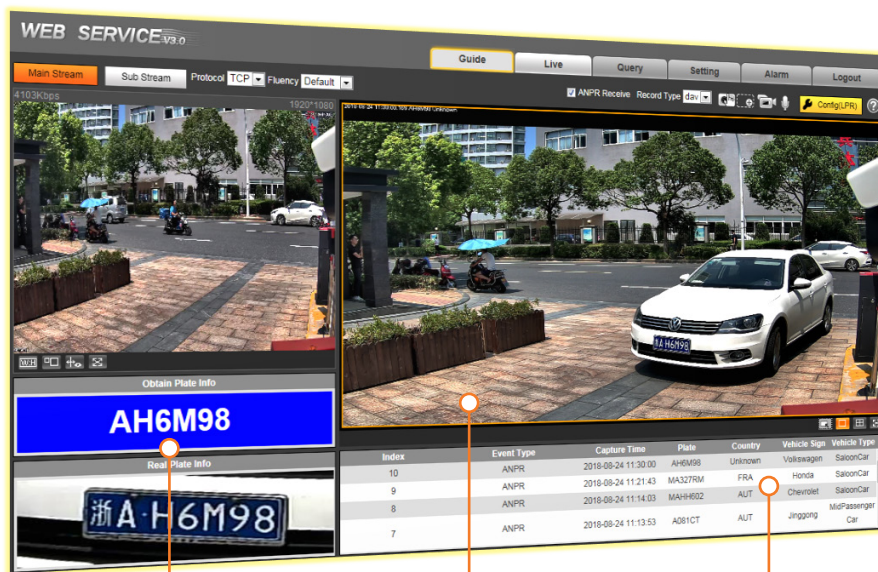 WEB SERVICE V3.0
Guide Live Query Setting Alarm Logout
Main Stream Sub Stream Protocol TCP Fluency Default
ANPR Receive Record Type dav Config(LPR)
4103Kbps 1920*1080
W:H
Obtain Plate Info
AH6M98
Real Plate Info
浙A·H6M98
浙A H6M98
Index Event Type Capture Time Plate Country Vehicle Sign Vehicle Type
10 ANPR 2018-08-24 11:30:00 AH6M98 Unknown Volkswagen SaloonCar
9 ANPR 2018-08-24 11:21:43 MA327RM FRA Honda SaloonCar
8 ANPR 2018-08-24 11:14:03 MAHH602 AUT Chevrolet SaloonCar
7 ANPR 2018-08-24 11:13:53 A081CT AUT Jinggong MidPassenger
Car